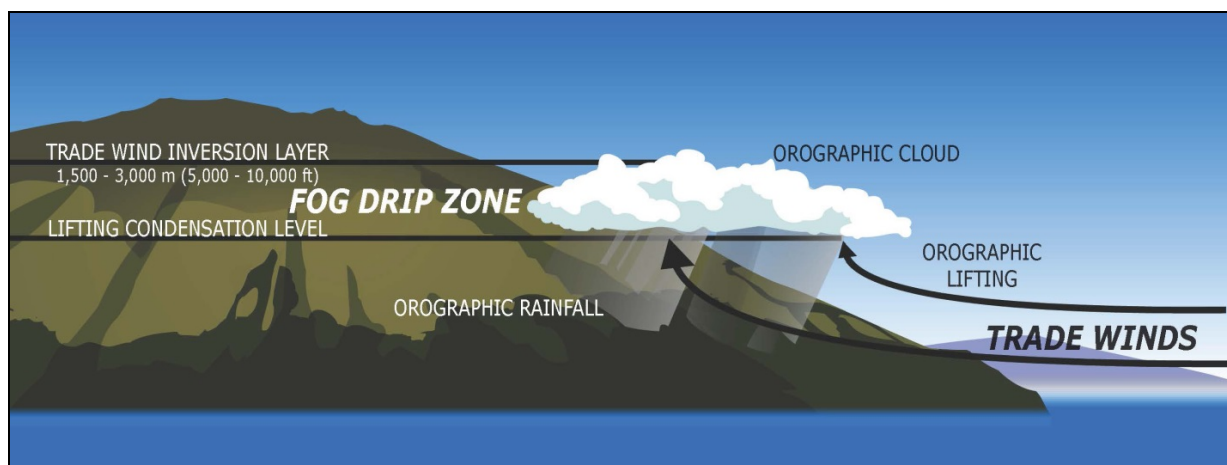 TRADE WIND INVERSION LAYER
1,500 - 3,000 m (5,000 - 10,000 ft)
OROGRAPHIC CLOUD
FOG DRIP ZONE
LIFTING CONDENSATION LEVEL
OROGRAPHIC
LIFTING
OROGRAPHIC RAINFALL
TRADE WINDS